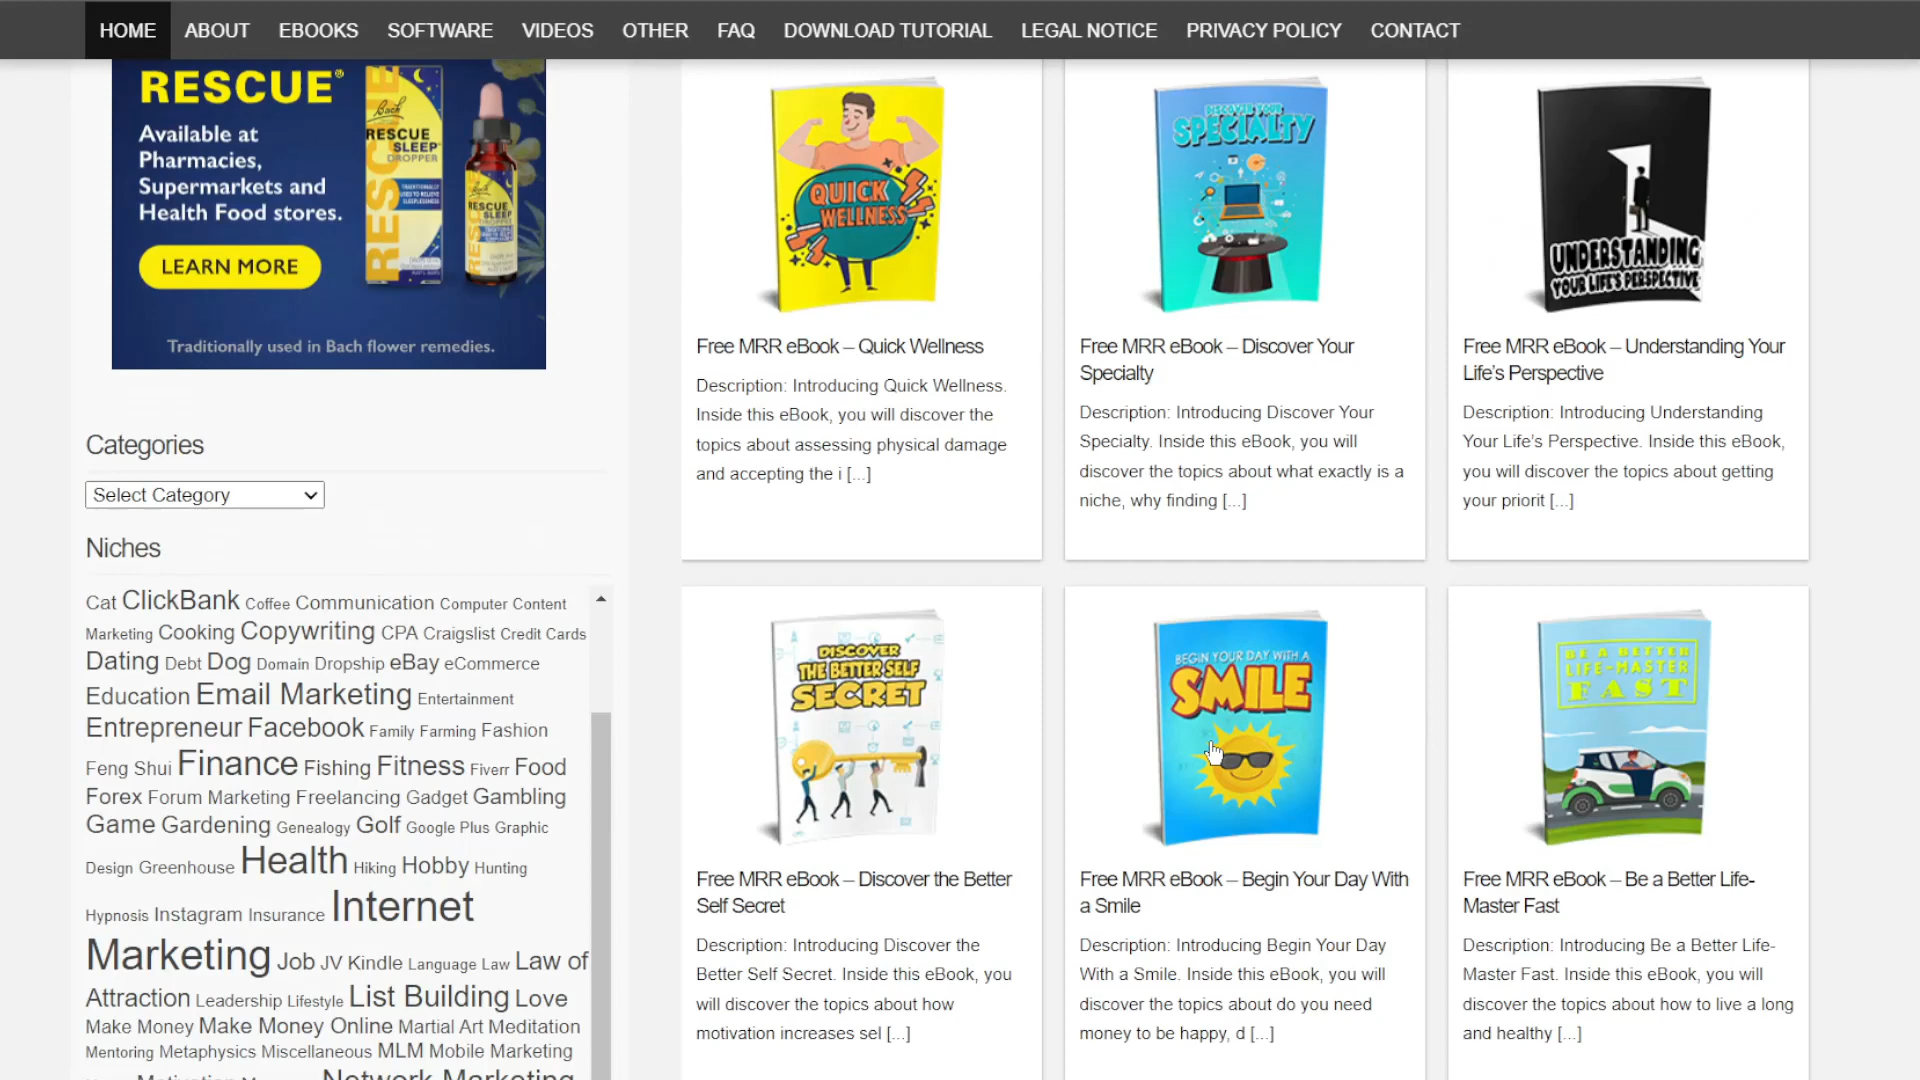 HOME ABOUT EBOOKS SOFTWARE VIDEOS OTHER FAQ DOWNLOAD TUTORIAL LEGAL NOTICE PRIVACY POLICY CONTACT
RESCUE®
Available at
Pharmacies,
Supermarkets and
Health Food stores.
LEARN MORE
Traditionally used in Bach flower remedies.
Bach
RESCUE
SLEEP
DROPPER
RESCUE
RESCUE
SLEEP
Categories
Select Category
Niches
Cat ClickBank Coffee Communication Computer Content
Marketing Cooking Copywriting CPA Craigslist Credit Cards
Dating Debt Dog Domain Dropship eBay eCommerce
Education Email Marketing Entertainment
Entrepreneur Facebook Family Farming Fashion
Feng Shui Finance Fishing Fitness Fiverr Food
Forex Forum Marketing Freelancing Gadget Gambling
Game Gardening Genealogy Golf Google Plus Graphic
Design Greenhouse Health Hiking Hobby Hunting
Hypnosis Instagram Insurance Internet
Marketing Job JV Kindle Language Law Law of
Attraction Leadership Lifestyle List Building Love
Make Money Make Money Online Martial Art Meditation
Mentoring Metaphysics Miscellaneous MLM Mobile Marketing
Motivation Network Marketing
QUICK
WELLNESS
Free MRR eBook – Quick Wellness
Description: Introducing Quick Wellness.
Inside this eBook, you will discover the
topics about assessing physical damage
and accepting the i [...]
DISCOVER YOUR
SPECIALTY
Free MRR eBook – Discover Your
Specialty
Description: Introducing Discover Your
Specialty. Inside this eBook, you will
discover the topics about what exactly is a
niche, why finding [...]
UNDERSTANDING
YOUR LIFE'S PERSPECTIVE
Free MRR eBook – Understanding Your
Life’s Perspective
Description: Introducing Understanding
Your Life’s Perspective. Inside this eBook,
you will discover the topics about getting
your priorit [...]
DISCOVER
THE BETTER SELF
SECRET
Free MRR eBook – Discover the Better
Self Secret
Description: Introducing Discover the
Better Self Secret. Inside this eBook, you
will discover the topics about how
motivation increases sel [...]
BEGIN YOUR DAY WITH A
SMILE
Free MRR eBook – Begin Your Day With
a Smile
Description: Introducing Begin Your Day
With a Smile. Inside this eBook, you will
discover the topics about do you need
money to be happy, d [...]
BE A BETTER
LIFE-MASTER
FAST
Free MRR eBook – Be a Better Life-
Master Fast
Description: Introducing Be a Better Life-
Master Fast. Inside this eBook, you will
discover the topics about how to live a long
and healthy [...]